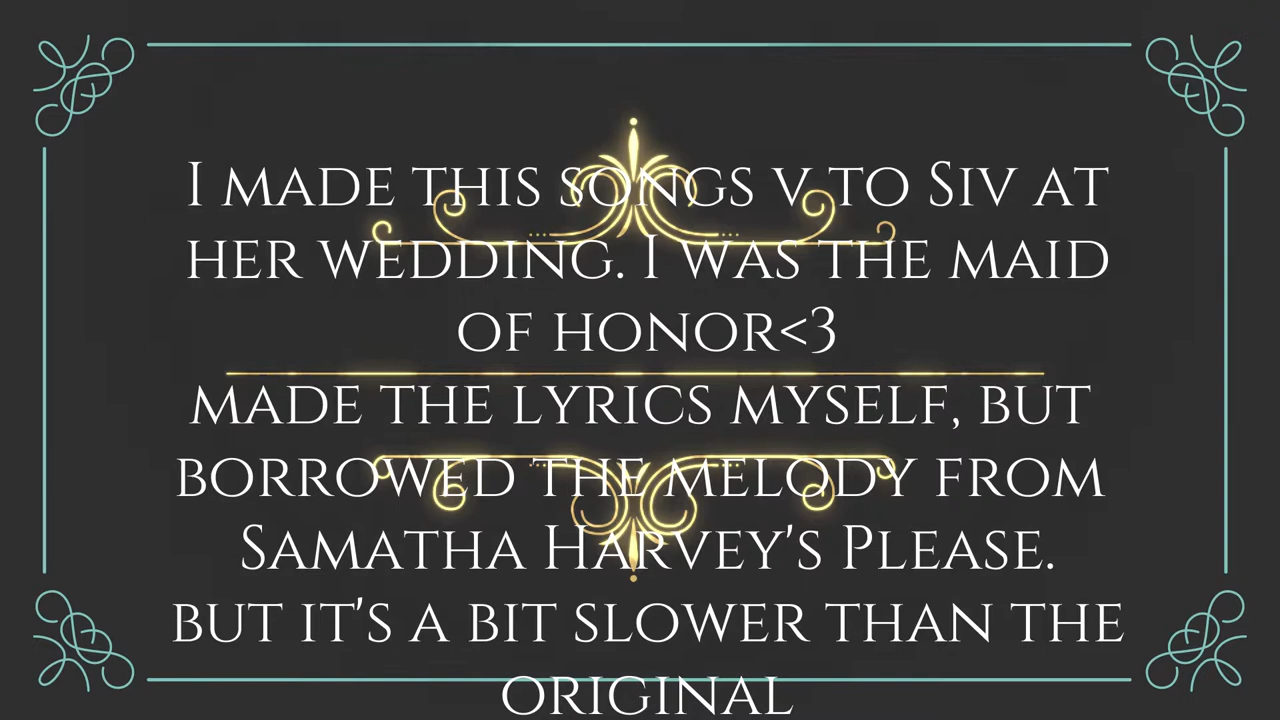 I made this songs v to Siv at
her wedding. I was the maid
of honor<3
made the lyrics myself, but
borrowed the melody from
Samatha Harvey's Please.
but it's a bit slower than the
original